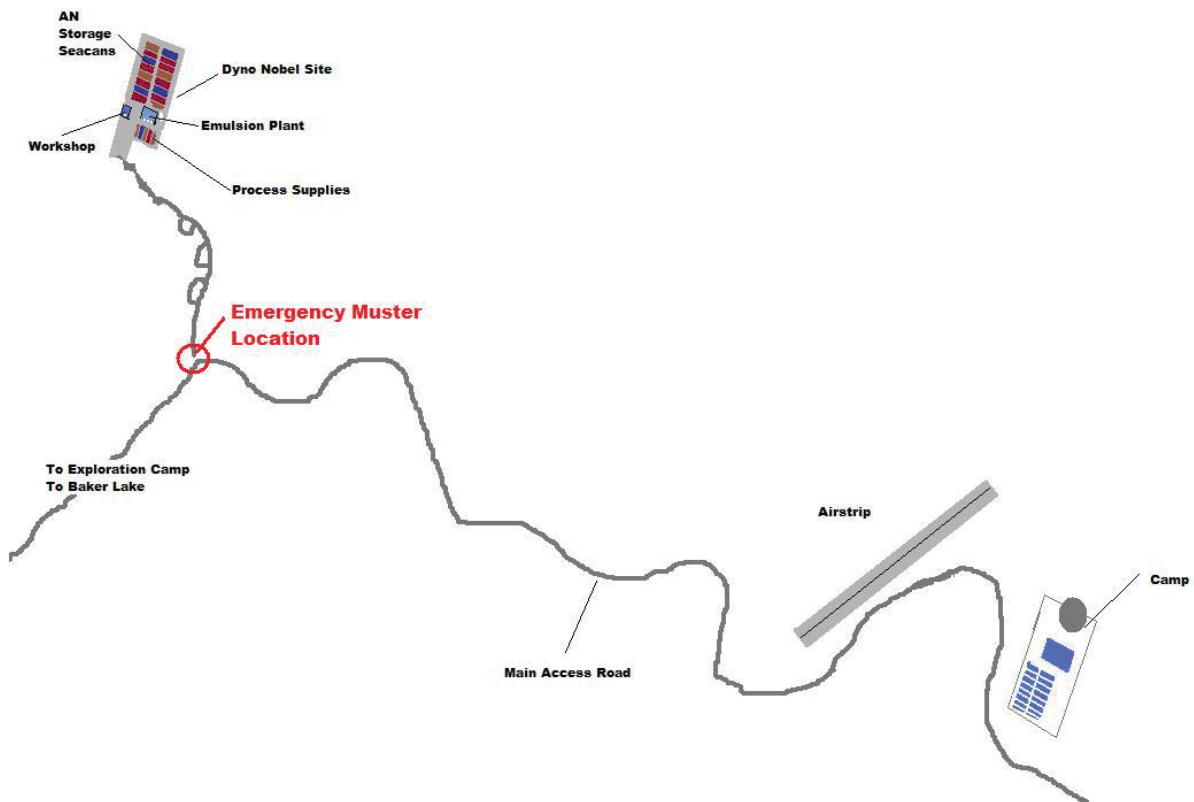 AN
Storage
Seacans
Dyno Nobel Site
Emulsion Plant
Workshop
Process Supplies
Emergency Muster
Location
To Exploration Camp
To Baker Lake
Airstrip
Camp
Main Access Road